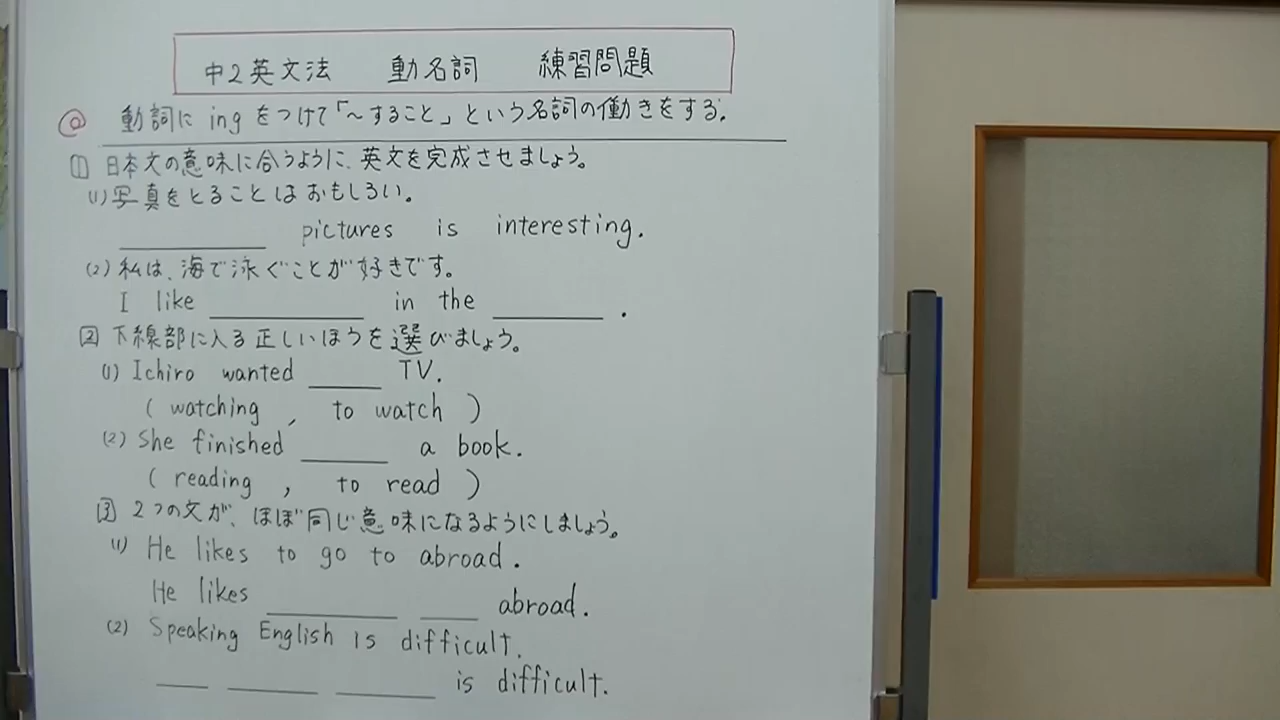 中2英文法 動名詞 練習問題
@ 動詞に ing をつけて「～すること」という名詞の働きをする.
1 日本文の意味に合うように、英文を完成させましょう。
(1) 写真をとることはおもしろい。
______ pictures is interesting.
(2) 私は、海で泳ぐことが好きです。
I like ______ in the ______ .
2 下線部に入る正しいほうを選びましょう。
(1) Ichiro wanted ____ TV.
( watching , to watch )
(2) She finished ____ a book.
( reading , to read )
3 2つの文が、ほぼ同じ意味になるようにしましょう。
(1) He likes to go to abroad.
He likes ______ ___ abroad.
(2) Speaking English is difficult.
___ ____ _____ is difficult.